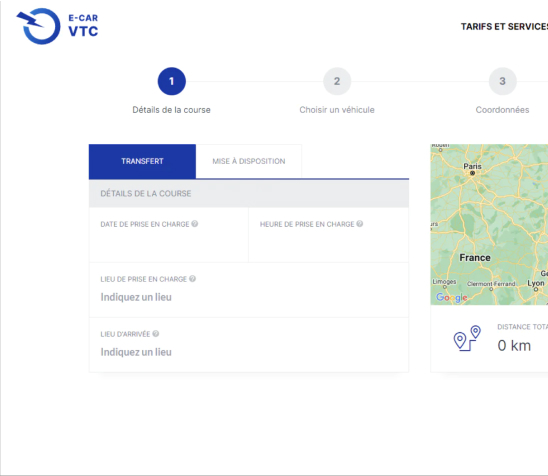 E-CAR
VTC
TARIFS ET SERVICES
1
2
3
Détails de la course
Choisir un véhicule
Coordonnées
TRANSFERT
MISE À DISPOSITION
DÉTAILS DE LA COURSE
DATE DE PRISE EN CHARGE
HEURE DE PRISE EN CHARGE
LIEU DE PRISE EN CHARGE
Indiquez un lieu
LIEU D'ARRIVÉE
Indiquez un lieu
Paris
France
Limoges
Clermont-Ferrand
Lyon
Google
DISTANCE TOTA
0 km